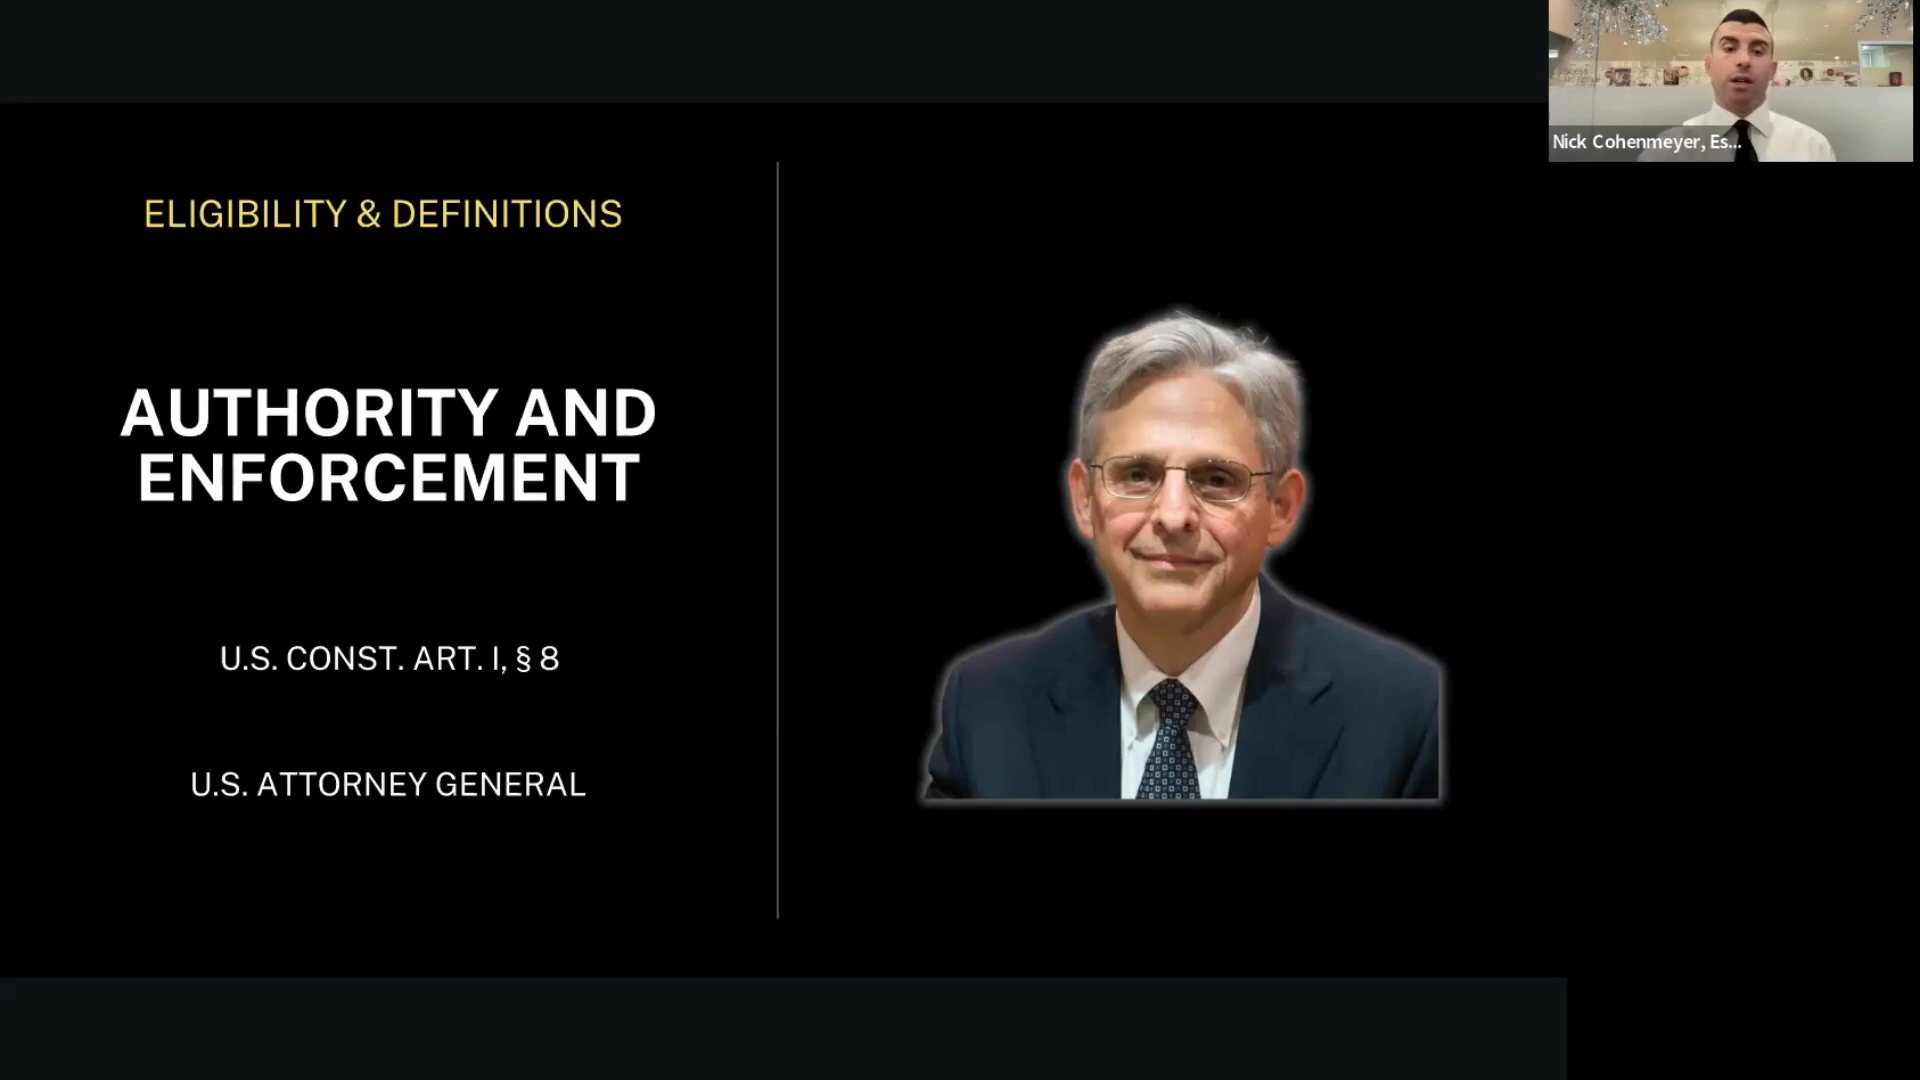 ELIGIBILITY & DEFINITIONS
AUTHORITY AND
ENFORCEMENT
U.S. CONST. ART. I, § 8
U.S. ATTORNEY GENERAL
Nick Cohenmeyer, Es...